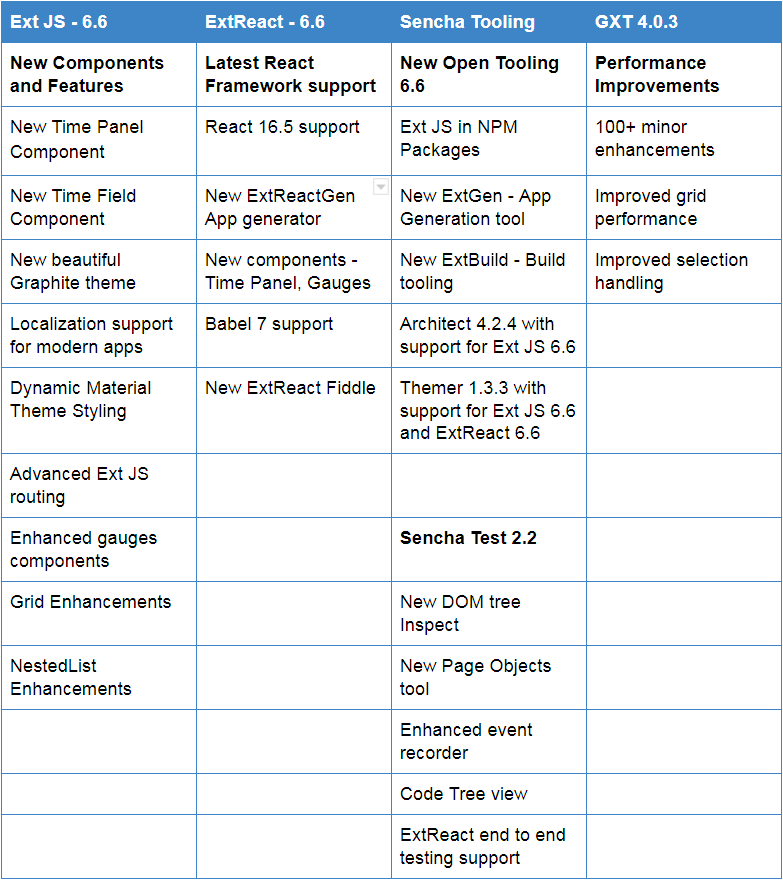 Ext JS - 6.6 ExtReact - 6.6 Sencha Tooling GXT 4.0.3
New Components Latest React New Open Tooling Performance
and Features Framework support 6.6 Improvements
New Time Panel React 16.5 support Ext JS in NPM 100+ minor
Component Packages enhancements
New Time Field New ExtReactGen New ExtGen - App Improved grid
Component App generator Generation tool performance
New beautiful New components - New ExtBuild - Build Improved selection
Graphite theme Time Panel, Gauges tooling handling
Localization support Babel 7 support Architect 4.2.4 with
for modern apps support for Ext JS 6.6
Dynamic Material New ExtReact Fiddle Themer 1.3.3 with
Theme Styling support for Ext JS 6.6
and ExtReact 6.6
Advanced Ext JS
routing
Enhanced gauges Sencha Test 2.2
components
Grid Enhancements New DOM tree
Inspect
NestedList New Page Objects
Enhancements tool
Enhanced event
recorder
Code Tree view
ExtReact end to end
testing support